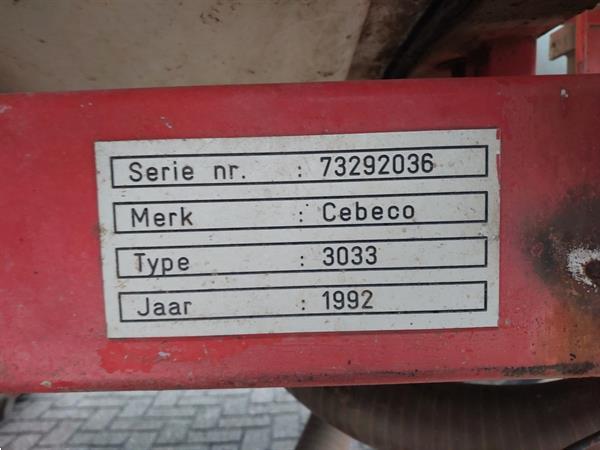 Serie nr. : 73292036
Merk : Cebeco
Type : 3033
Jaar : 1992